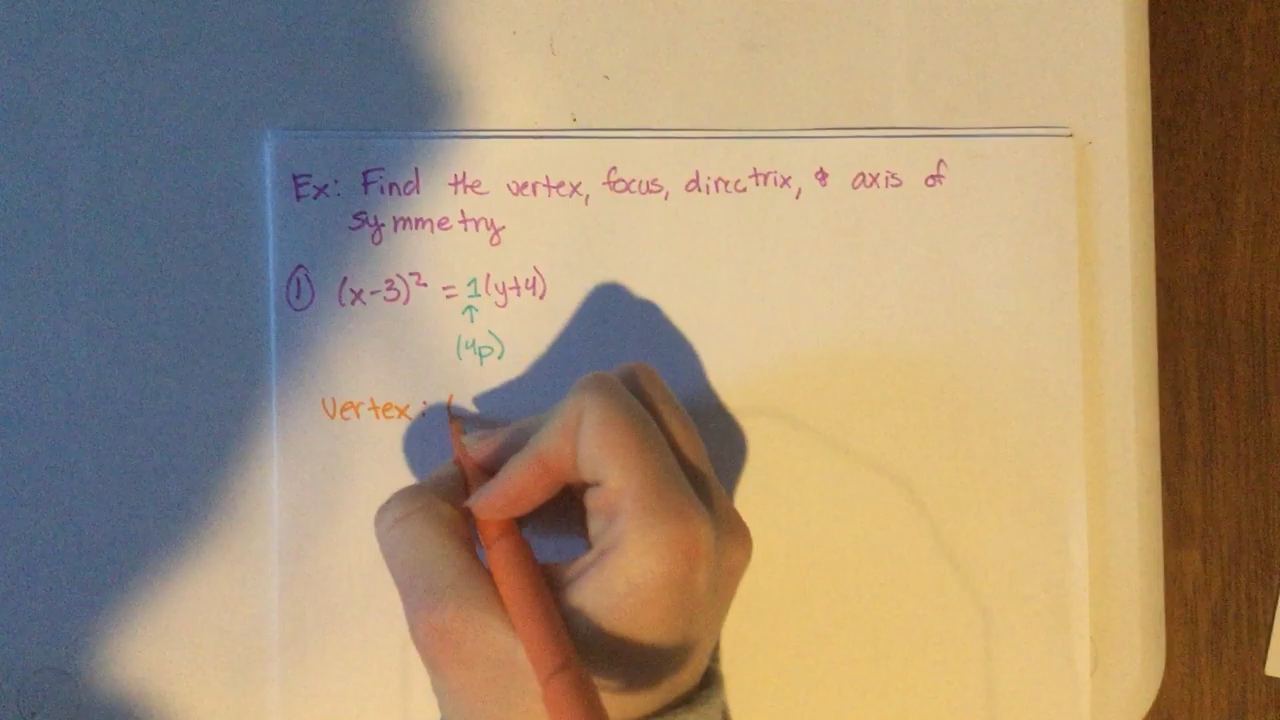 Ex: Find the vertex, focus, directrix, & axis of
symmetry
① (x-3)² = 1(y+4)
↑
(4p)
Vertex: (